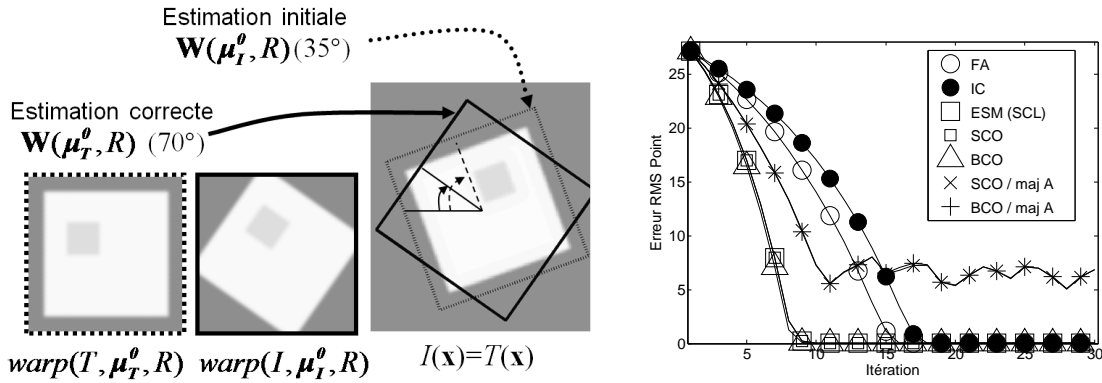 Estimation initiale
W(μ_I^0, R) (35°)
Estimation correcte
W(μ_T^0, R) (70°)
warp(T, μ_T^0, R)
warp(I, μ_I^0, R)
I(x)=T(x)
Erreur RMS Point
25
20
15
10
5
0
5
10
15
20
25
30
Itération
FA
IC
ESM (SCL)
SCO
BCO
SCO / maj A
BCO / maj A